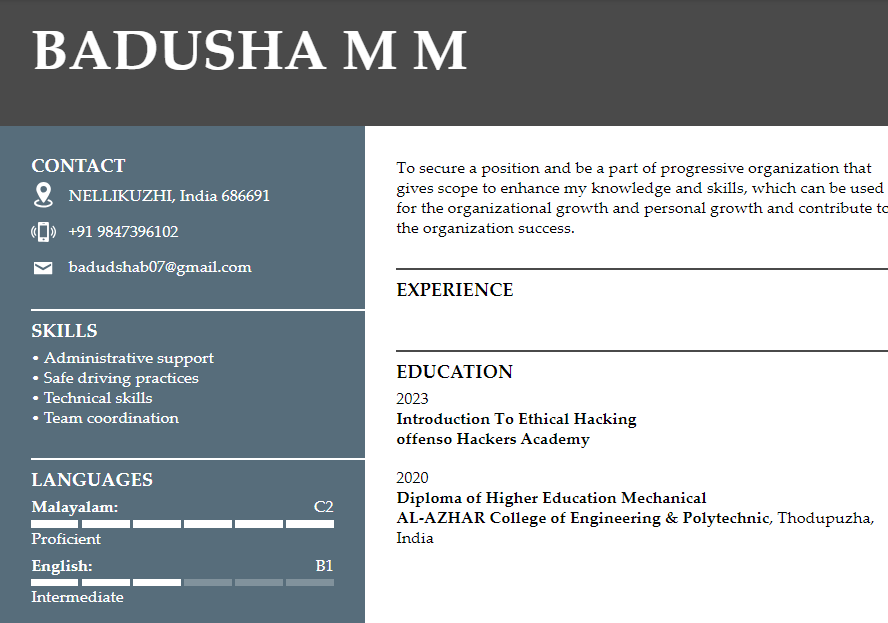 BADUSHA M M
CONTACT
NELLIKUZHI, India 686691
+91 9847396102
badudshab07@gmail.com
SKILLS
• Administrative support
• Safe driving practices
• Technical skills
• Team coordination
LANGUAGES
Malayalam: C2
Proficient
English: B1
Intermediate
To secure a position and be a part of progressive organization that
gives scope to enhance my knowledge and skills, which can be used
for the organizational growth and personal growth and contribute to
the organization success.
EXPERIENCE
EDUCATION
2023
Introduction To Ethical Hacking
offenso Hackers Academy
2020
Diploma of Higher Education Mechanical
AL-AZHAR College of Engineering & Polytechnic, Thodupuzha,
India